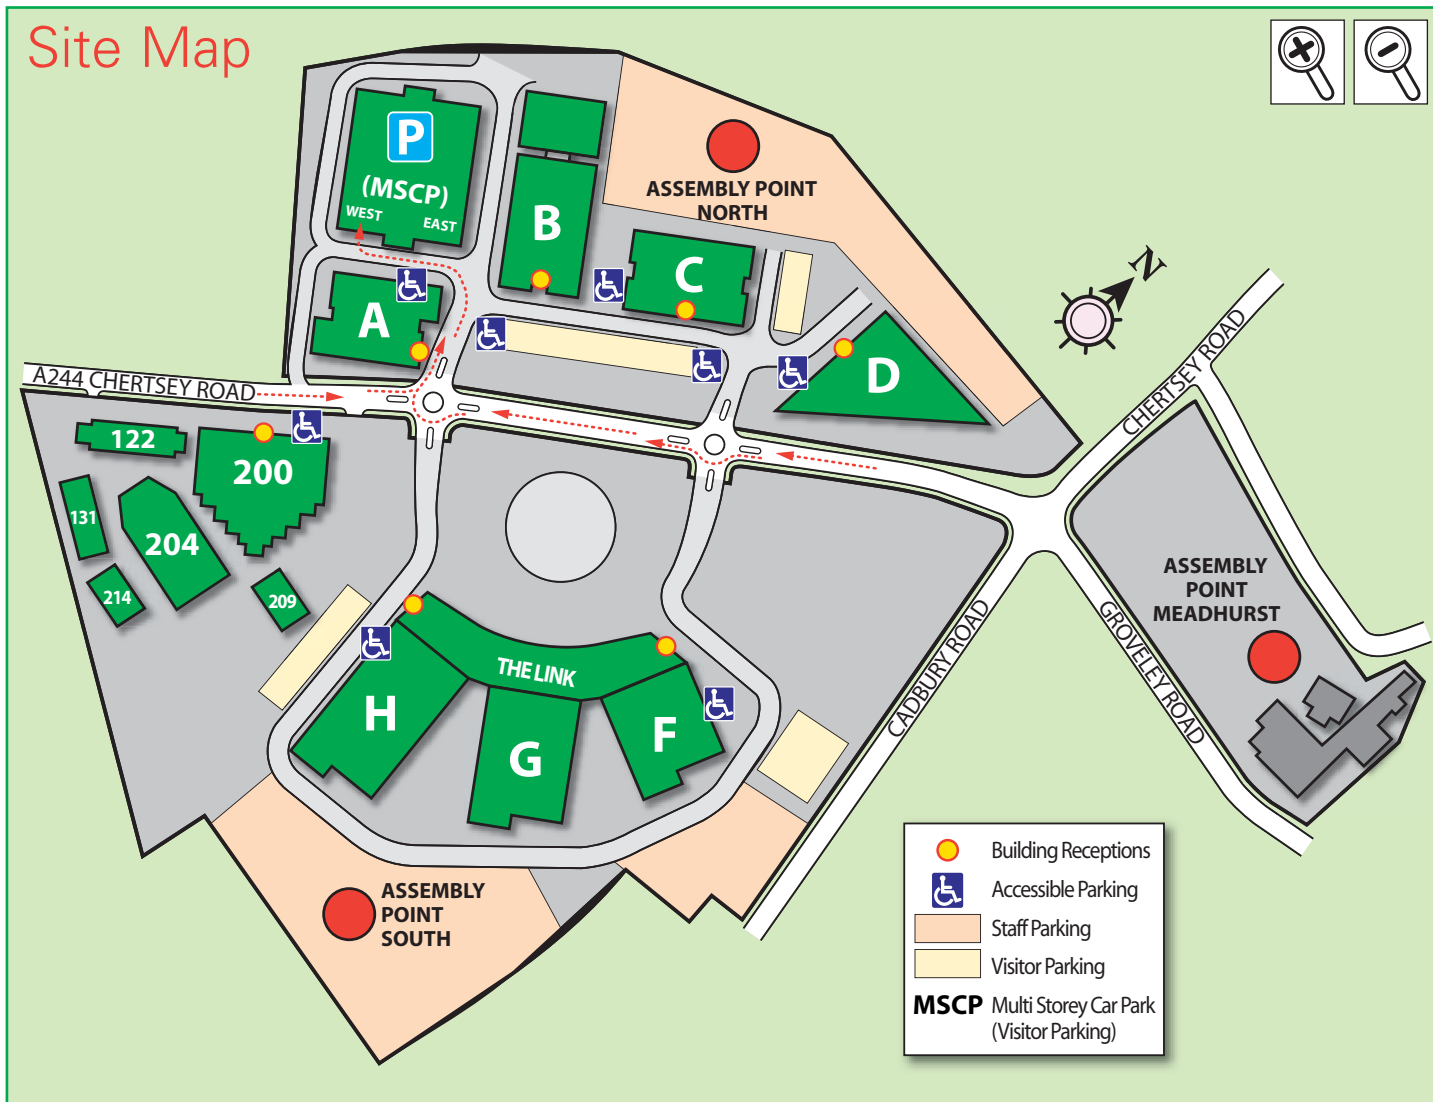 Site Map
P
(MSCP)
WEST
EAST
B
ASSEMBLY POINT
NORTH
C
A
D
N
A244 CHERTSEY ROAD
CHERTSEY ROAD
122
200
131
204
214
209
THE LINK
H
G
F
CADBURY ROAD
GROVELEY ROAD
ASSEMBLY
POINT
MEADHURST
ASSEMBLY
POINT
SOUTH
Building Receptions
Accessible Parking
Staff Parking
Visitor Parking
MSCP Multi Storey Car Park
(Visitor Parking)